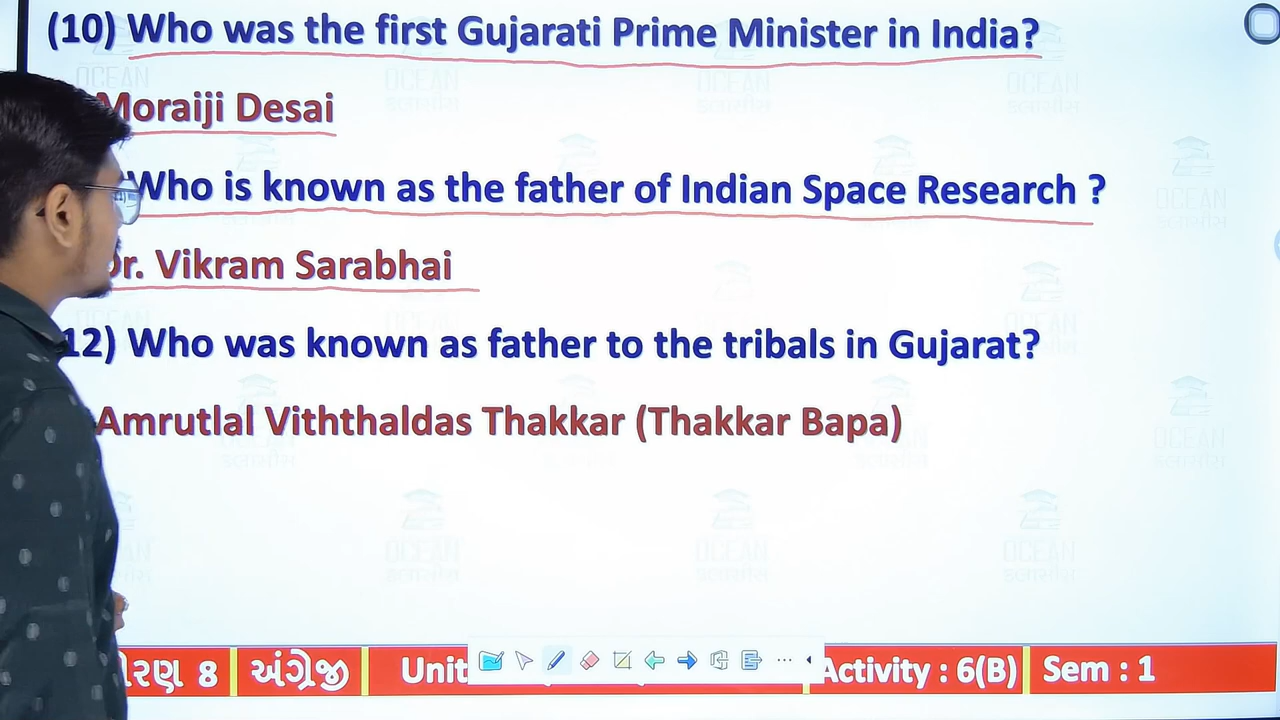 (10) Who was the first Gujarati Prime Minister in India?
Moraiji Desai
Who is known as the father of Indian Space Research ?
Dr. Vikram Sarabhai
12) Who was known as father to the tribals in Gujarat?
Amrutlal Viththaldas Thakkar (Thakkar Bapa)
8 અંગ્રેજી Unit Activity : 6(B) Sem : 1
OCEAN
ક્લાસીસ